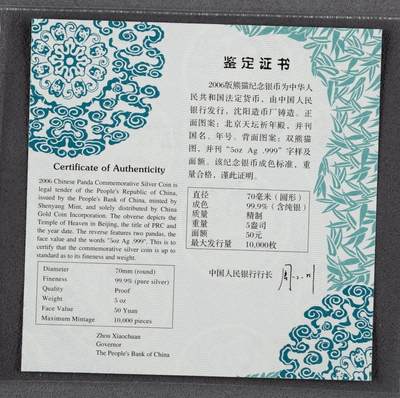 Certificate of Authenticity
2006 Chinese Panda Commemorative Silver Coin is
legal tender of the People's Republic of China,
issued by the People's Bank of China, minted by
Shenyang Mint, and solely distributed by China
Gold Coin Incorporation. The obverse depicts the
Temple of Heaven in Beijing, the title of PRC and
the year date. The reverse features two pandas, the
face value and the words "5oz Ag .999". This is to
certify that the commemorative silver coin is up to
standard as to its fineness and weight.
Diameter 70mm (round)
Fineness 99.9% (pure silver)
Quality Proof
Weight 5 oz
Face Value 50 Yuan
Maximum Mintage 10,000 pieces
Zhou Xiaochuan
Governor
The People's Bank of China
鉴定证书
2006版熊猫纪念银币为中华人
民共和国法定货币，由中国人民
银行发行，沈阳造币厂铸造。正
面图案：北京天坛祈年殿，并刊
国名、年号。背面图案：双熊猫
图，并刊“5oz Ag .999”字样及
面额。该纪念银币成色标准，重
量合格，谨此证明。
直径 70毫米（圆形）
成色 99.9%（含纯银）
质量 精制
重量 5盎司
面额 50元
最大发行量 10,000枚
中国人民银行行长